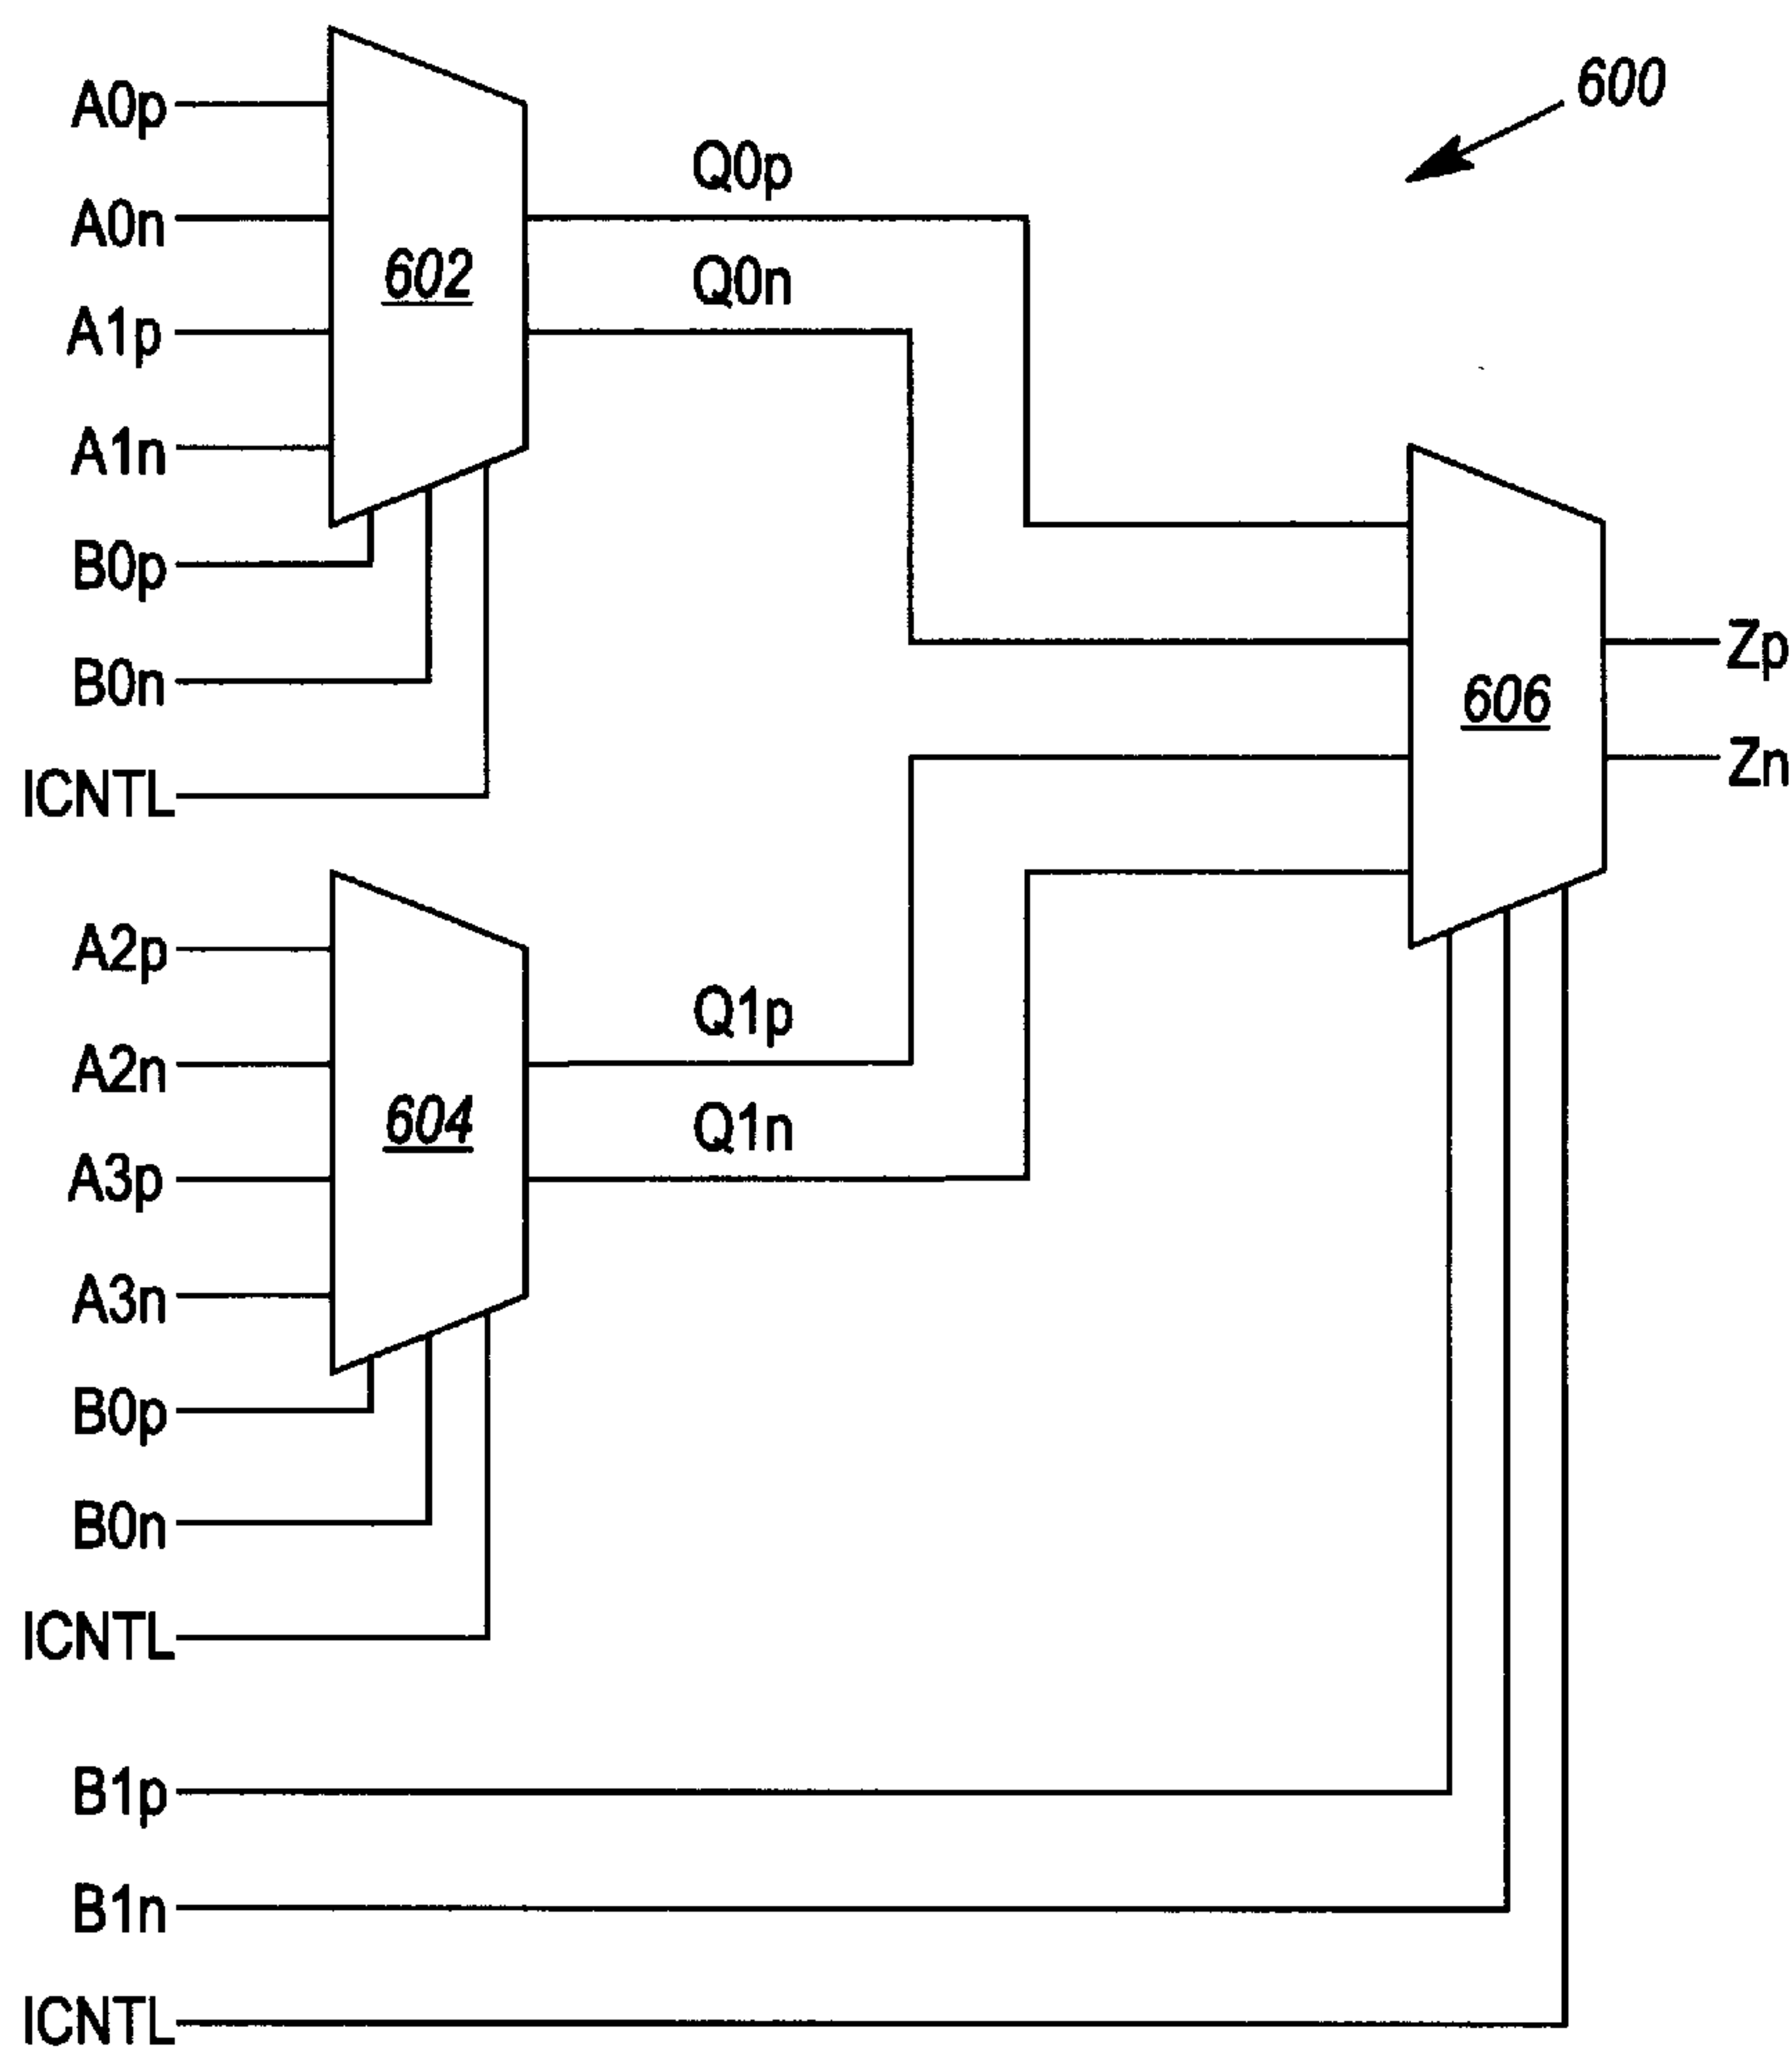 600
A0p
Q0p
A0n
602
Q0n
A1p
A1n
B0p
Zp
B0n
606
Zn
ICNTL
A2p
Q1p
A2n
604
Q1n
A3p
A3n
B0p
B0n
ICNTL
B1p
B1n
ICNTL